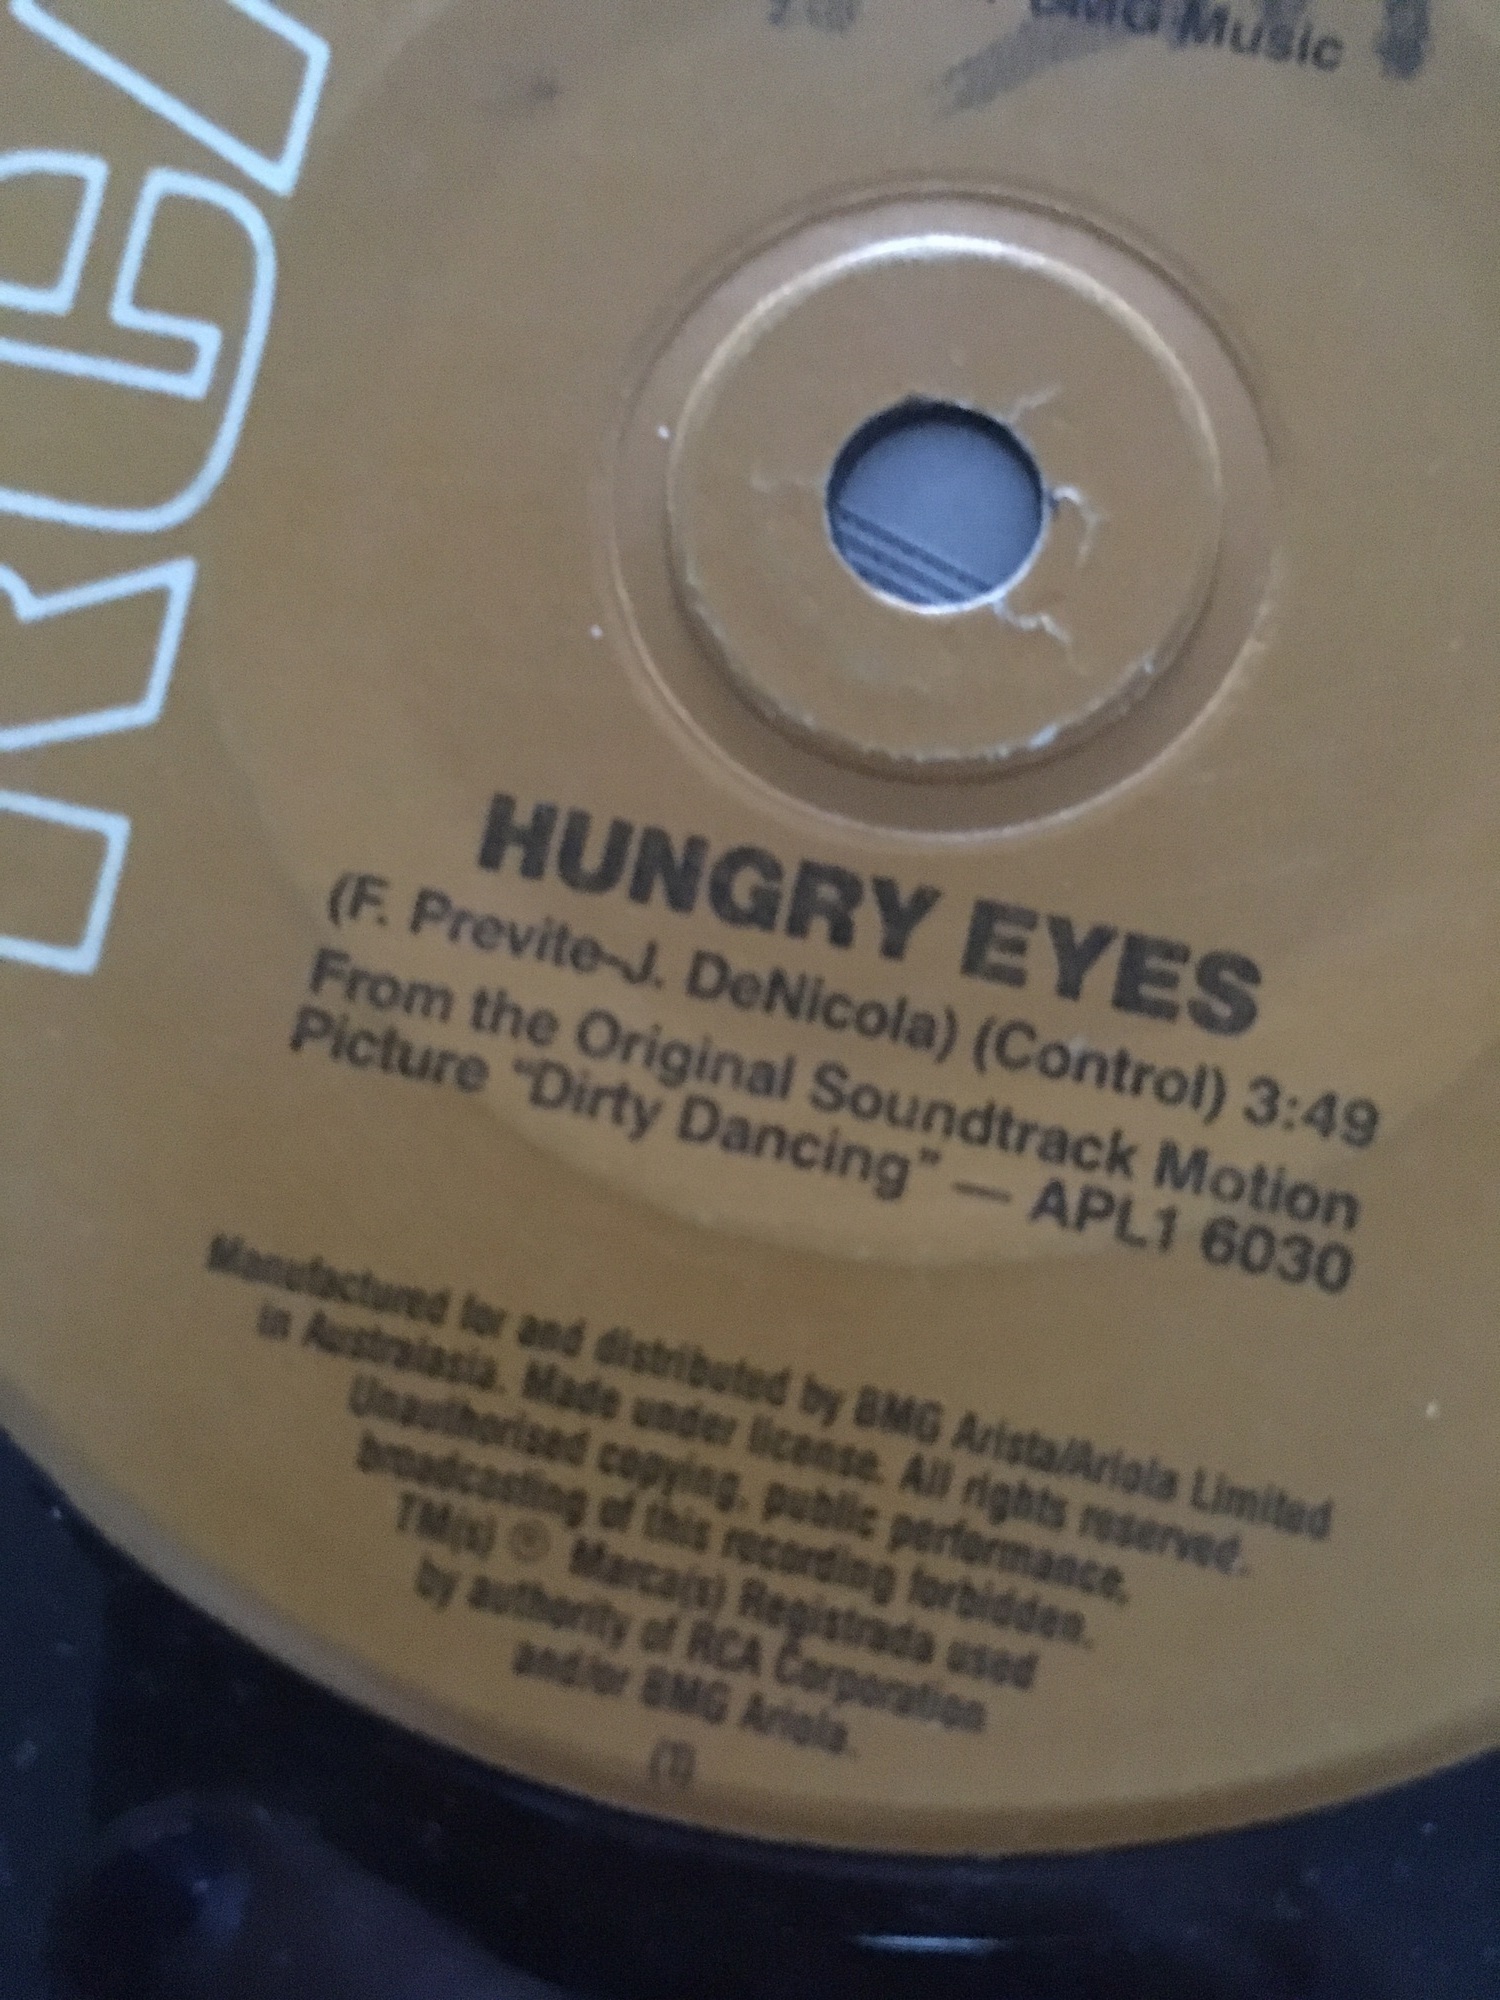 BMG Music
RCA
HUNGRY EYES
(F. Previte-J. DeNicola) (Control) 3:49
From the Original Soundtrack Motion
Picture "Dirty Dancing" — APL1 6030
Manufactured for and distributed by BMG Arista/Ariola Limited
in Australasia. Made under license. All rights reserved.
Unauthorised copying, public performance,
broadcasting of this recording forbidden.
TM(s) ® Marca(s) Registrada used
by authority of RCA Corporation
and/or BMG Ariola.
(1)